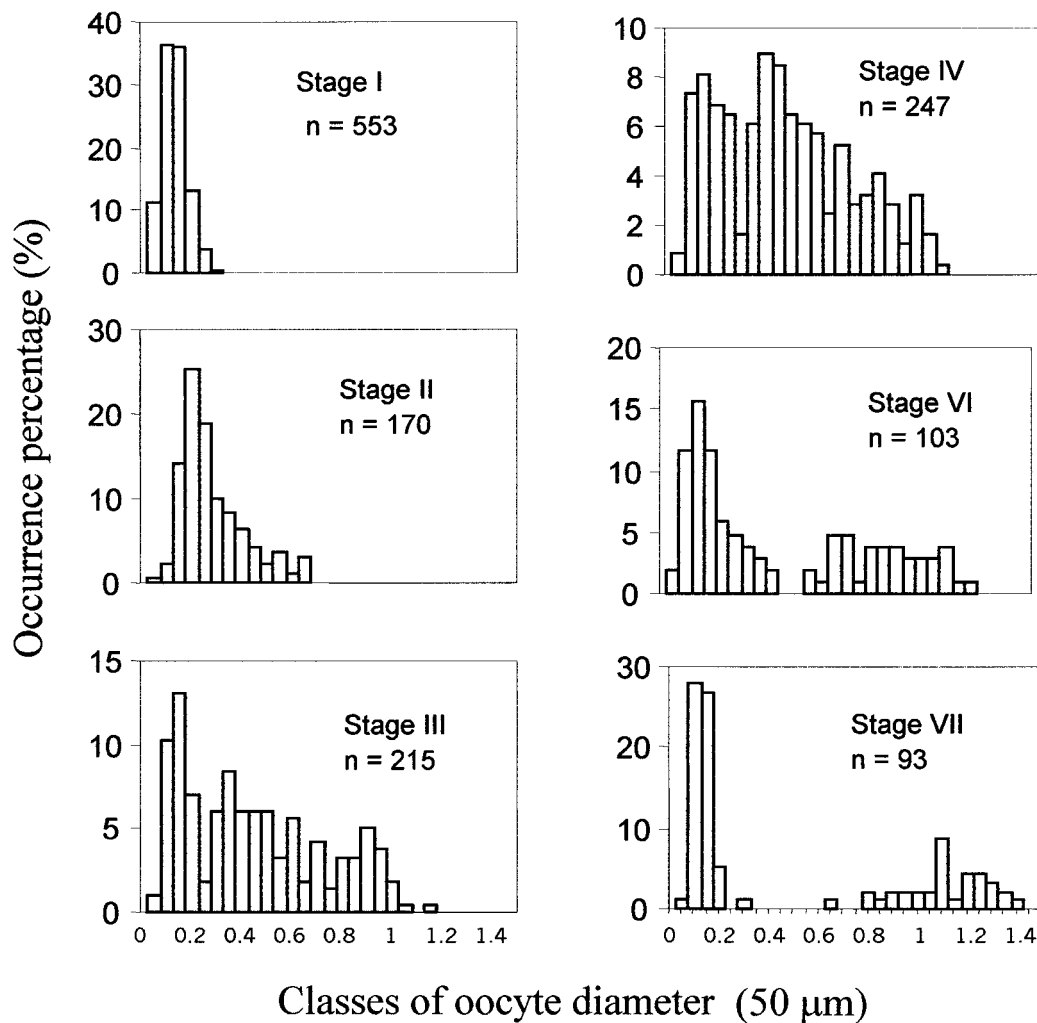 Occurrence percentage (%)
40
30
20
10
0
Stage I
n = 553
30
20
10
0
Stage II
n = 170
15
10
5
0
Stage III
n = 215
0 0.2 0.4 0.6 0.8 1 1.2 1.4
10
8
6
4
2
0
Stage IV
n = 247
20
15
10
5
0
Stage VI
n = 103
30
20
10
0
Stage VII
n = 93
0 0.2 0.4 0.6 0.8 1 1.2 1.4
Classes of oocyte diameter (50 µm)